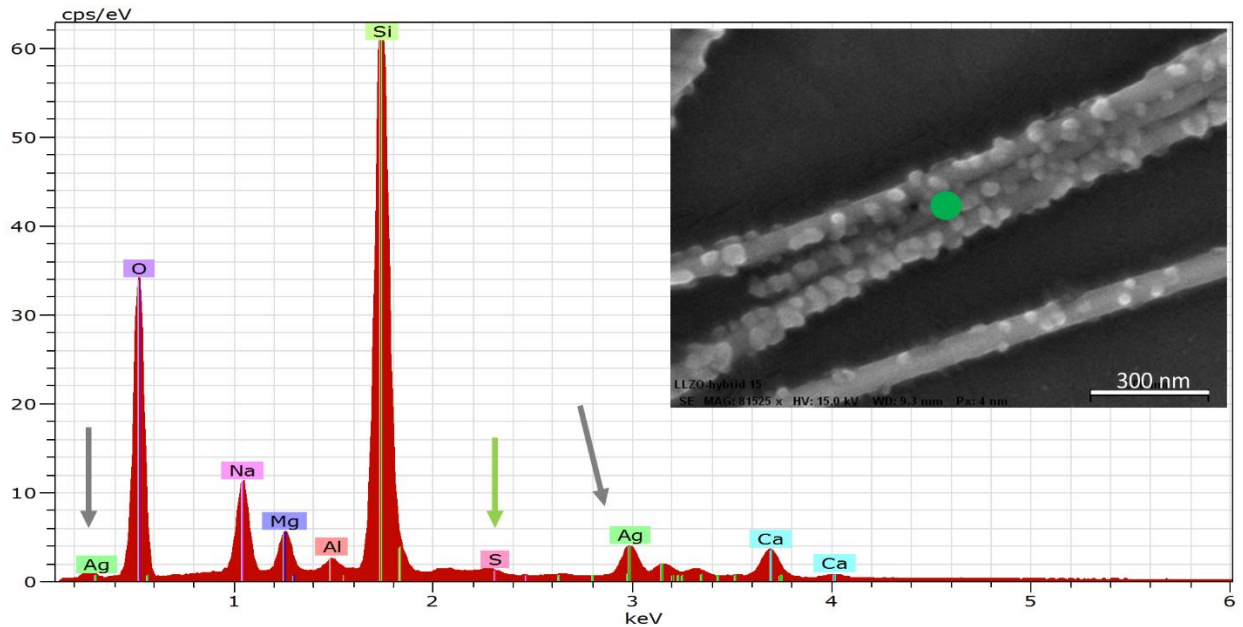 cps/eV
60
50
40
30
20
10
0
Si
O
Na
Mg
Al
Ag
S
Ag
Ca
Ca
1
2
3
4
5
6
keV
300 nm
LLZO-hybrid 15
SE MAG: 81525 x HV: 15.0 kV WD: 9.3 mm Px: 4 nm